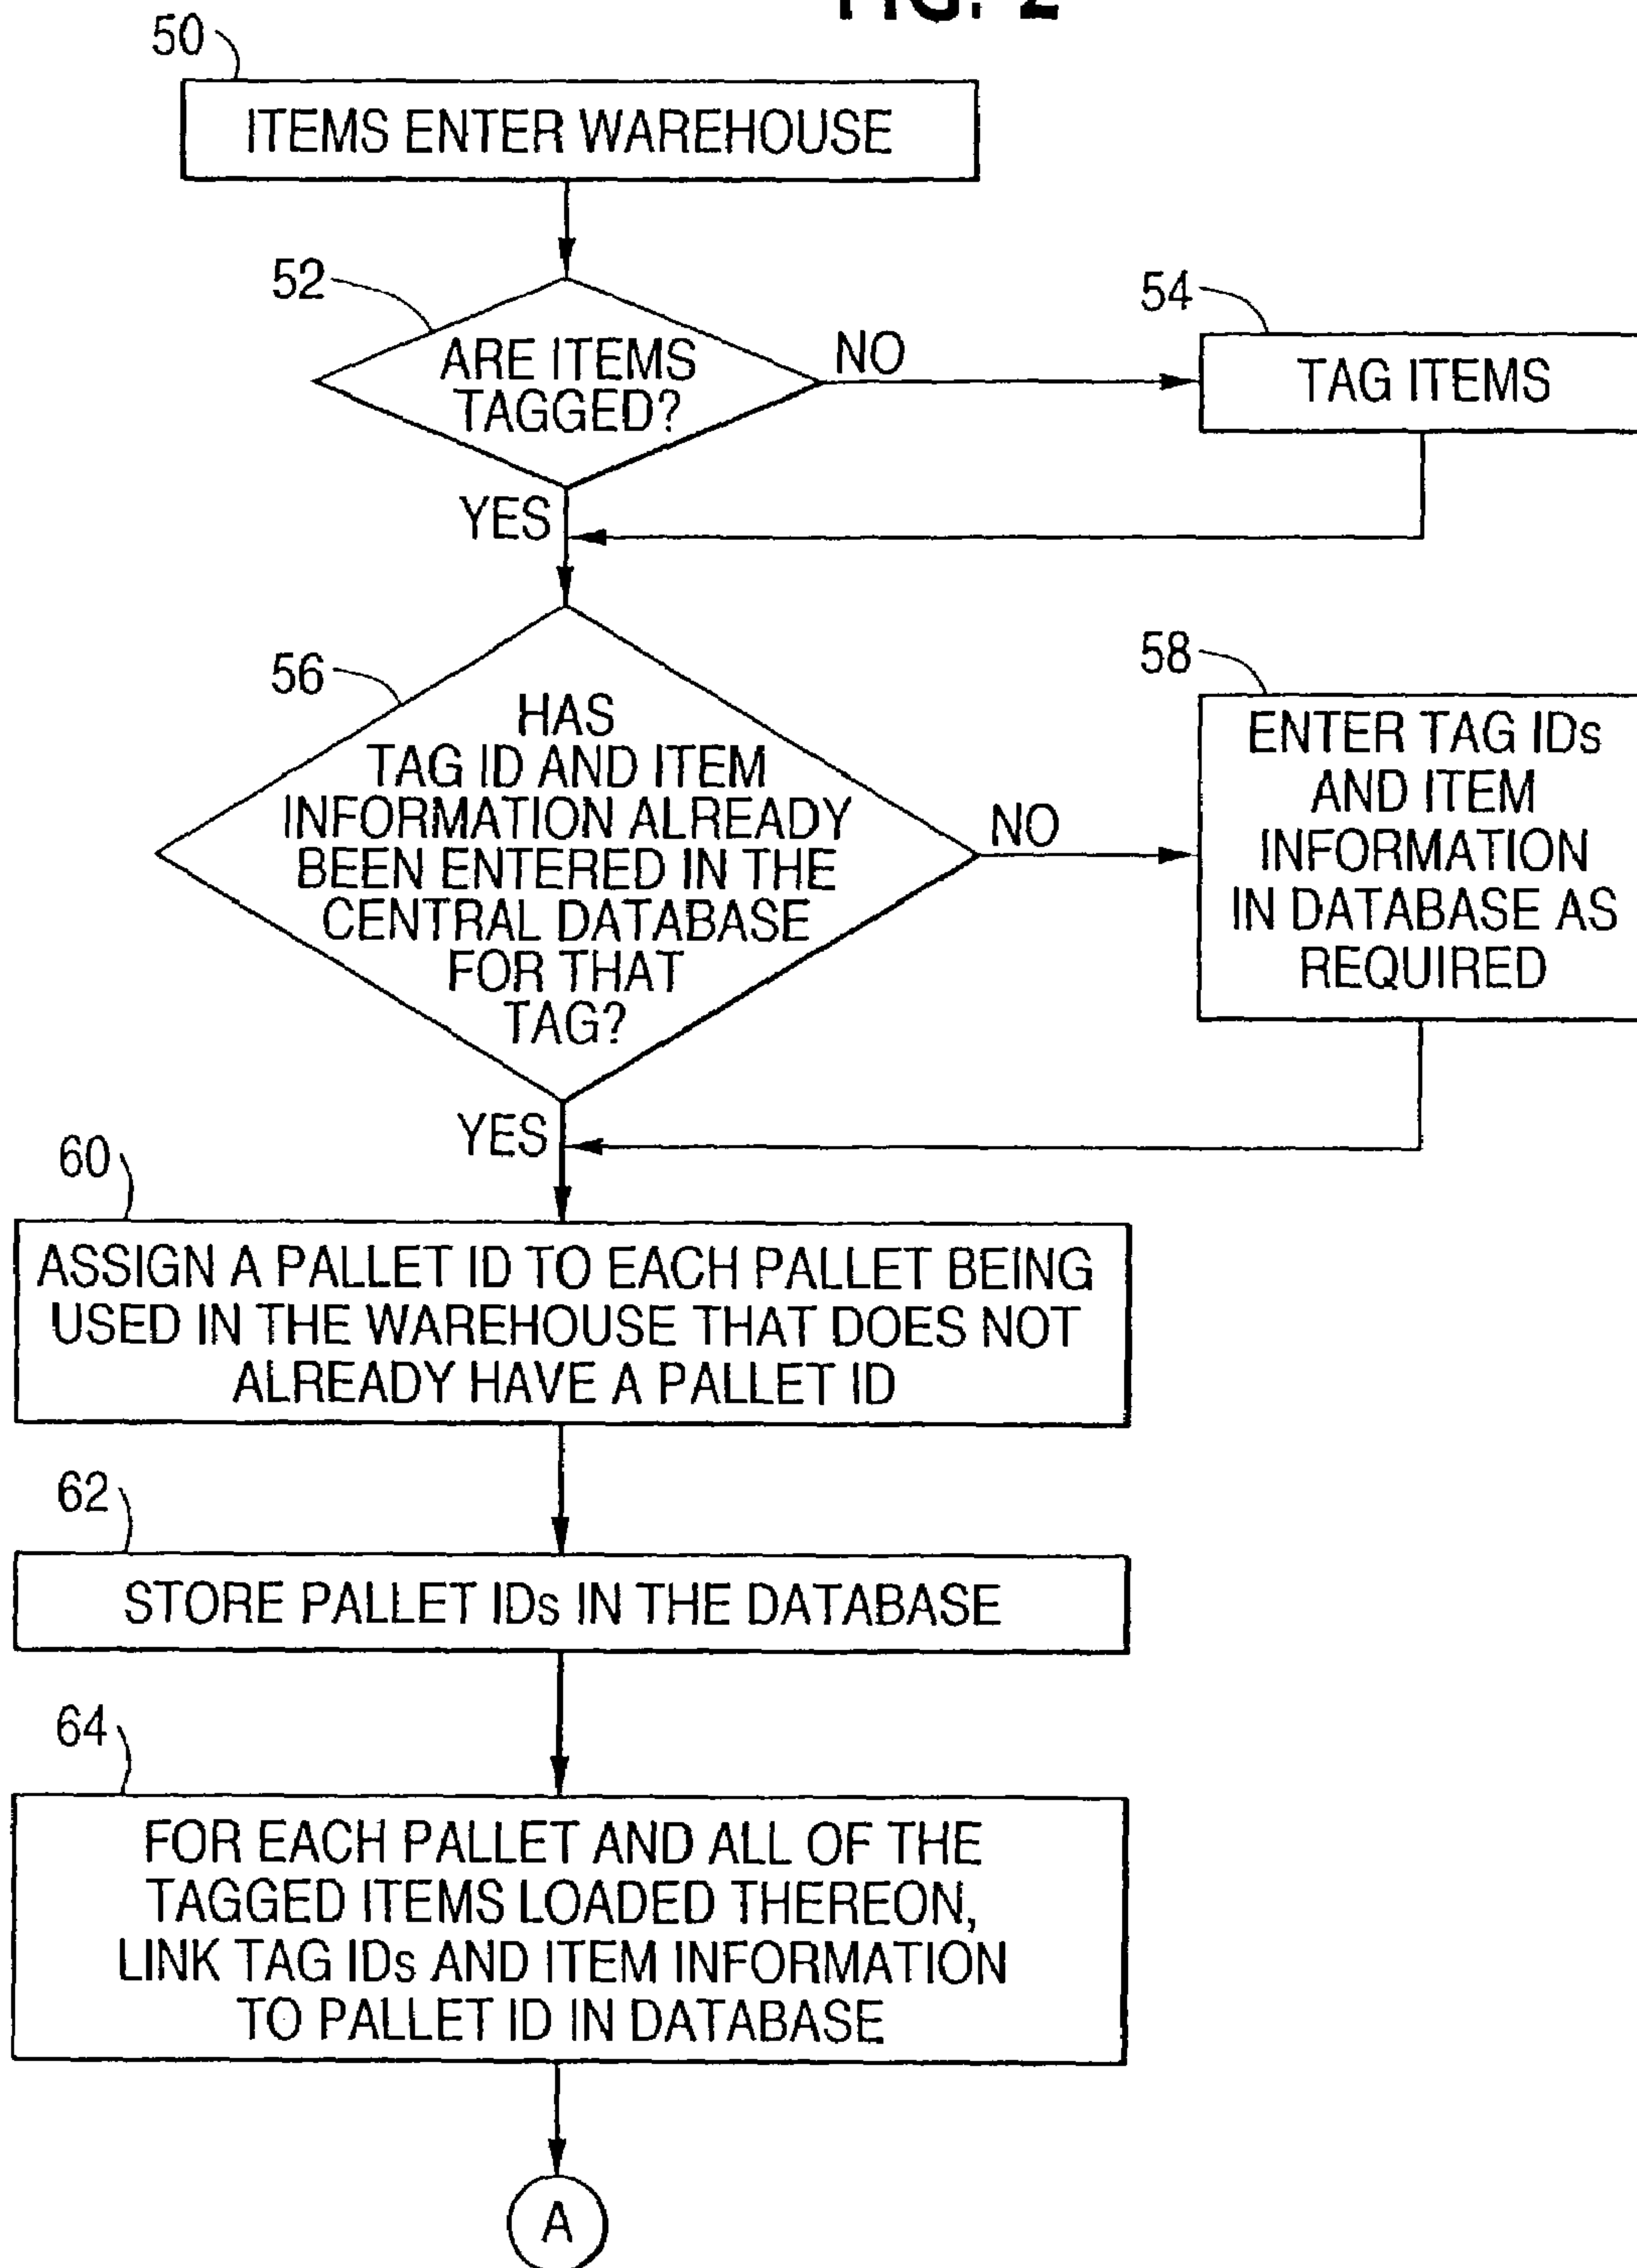 FIG. 2
50
ITEMS ENTER WAREHOUSE
52
ARE ITEMS
TAGGED?
NO
54
TAG ITEMS
YES
56
HAS
TAG ID AND ITEM
INFORMATION ALREADY
BEEN ENTERED IN THE
CENTRAL DATABASE
FOR THAT
TAG?
NO
58
ENTER TAG IDs
AND ITEM
INFORMATION
IN DATABASE AS
REQUIRED
YES
60
ASSIGN A PALLET ID TO EACH PALLET BEING
USED IN THE WAREHOUSE THAT DOES NOT
ALREADY HAVE A PALLET ID
62
STORE PALLET IDs IN THE DATABASE
64
FOR EACH PALLET AND ALL OF THE
TAGGED ITEMS LOADED THEREON,
LINK TAG IDs AND ITEM INFORMATION
TO PALLET ID IN DATABASE
A